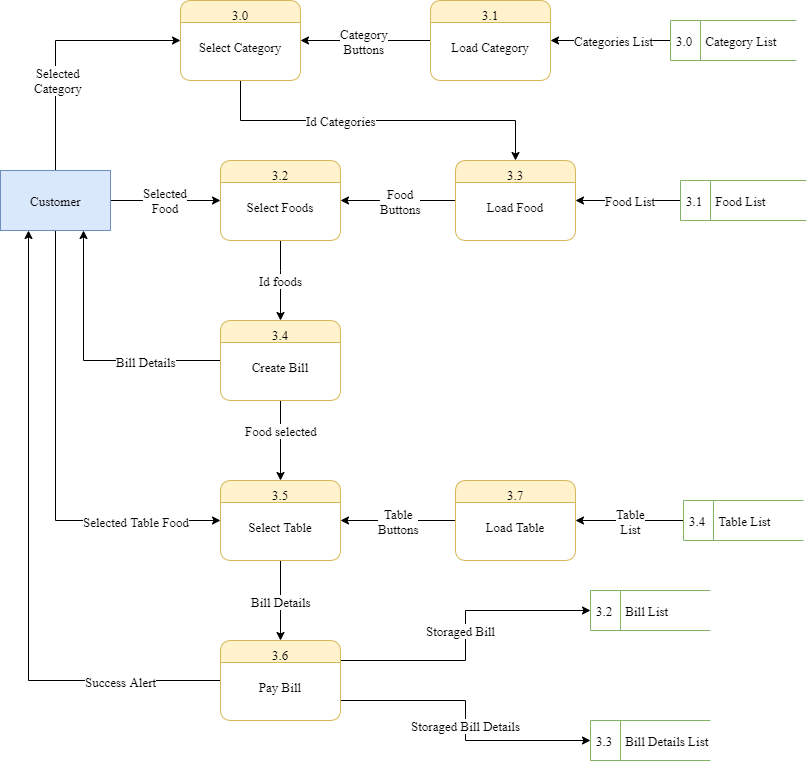 3.0
Select Category
3.1
Load Category
Category
Buttons
Categories List
3.0
Category List
Selected
Category
Id Categories
Customer
Selected
Food
3.2
Select Foods
Food
Buttons
3.3
Load Food
Food List
3.1
Food List
Id foods
3.4
Create Bill
Bill Details
Food selected
3.5
Select Table
Selected Table Food
Table
Buttons
3.7
Load Table
Table
List
3.4
Table List
Bill Details
3.6
Pay Bill
Success Alert
Storaged Bill
3.2
Bill List
Storaged Bill Details
3.3
Bill Details List